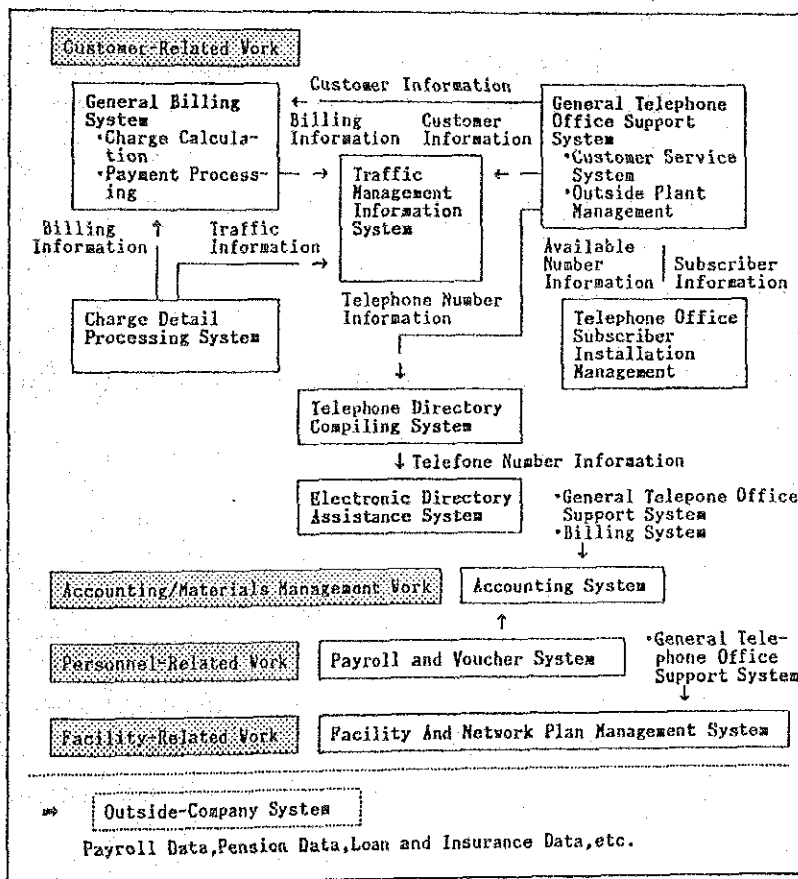 Customer-Related Work
Customer Information
General Billing
System
•Charge Calcula-
tion
•Payment Process-
ing
Billing
Information
Customer
Information
General Telephone
Office Support
System
•Customer Service
System
•Outside Plant
Management
Traffic
Management
Information
System
Billing
Information
Traffic
Information
Available
Number
Information
Subscriber
Information
Charge Detail
Processing System
Telephone Number
Information
Telephone Office
Subscriber
Installation
Management
Telephone Directory
Compiling System
↓ Telefone Number Information
Electronic Directory
Assistance System
•General Telepone Office
Support System
•Billing System
Accounting/Materials Management Work
Accounting System
Personnel-Related Work
Payroll and Voucher System
•General Tele-
phone Office
Support System
Facility-Related Work
Facility And Network Plan Management System
⇒ Outside-Company System
Payroll Data,Pension Data,Loan and Insurance Data,etc.